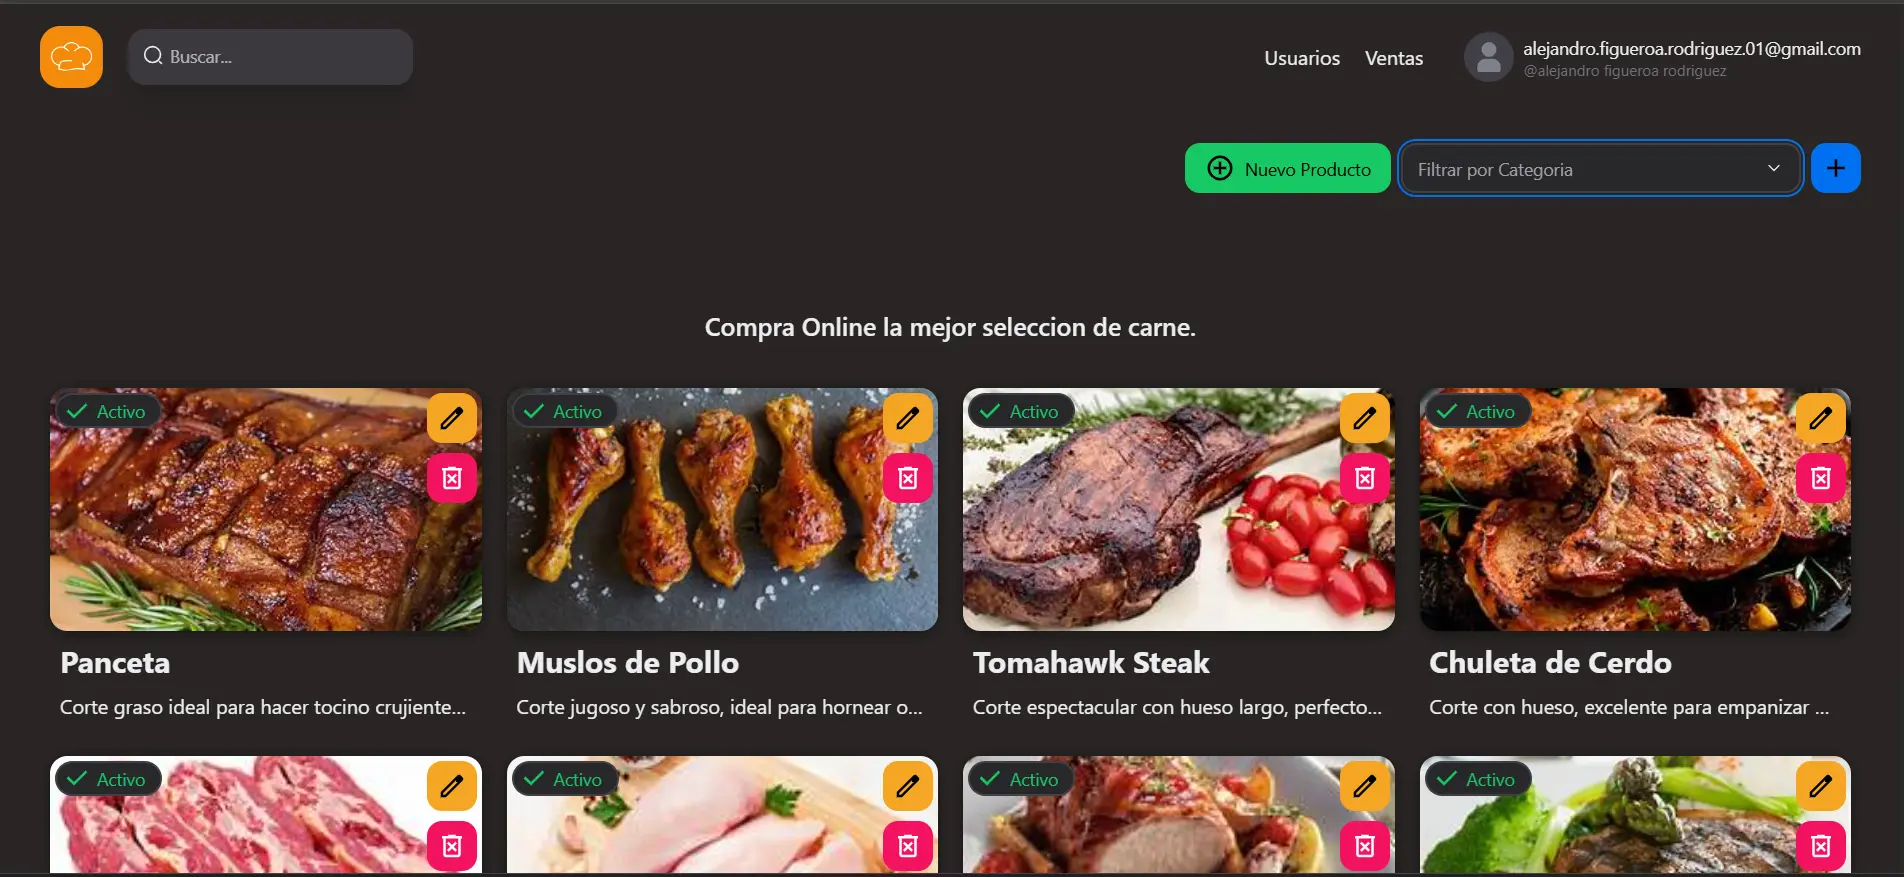 Buscar...
Usuarios
Ventas
alejandro.figueroa.rodriguez.01@gmail.com
@alejandro figueroa rodriguez
Nuevo Producto
Filtrar por Categoria
Compra Online la mejor seleccion de carne.
Activo
Activo
Activo
Activo
Panceta
Muslos de Pollo
Tomahawk Steak
Chuleta de Cerdo
Corte graso ideal para hacer tocino crujiente...
Corte jugoso y sabroso, ideal para hornear o...
Corte espectacular con hueso largo, perfecto...
Corte con hueso, excelente para empanizar ...
Activo
Activo
Activo
Activo